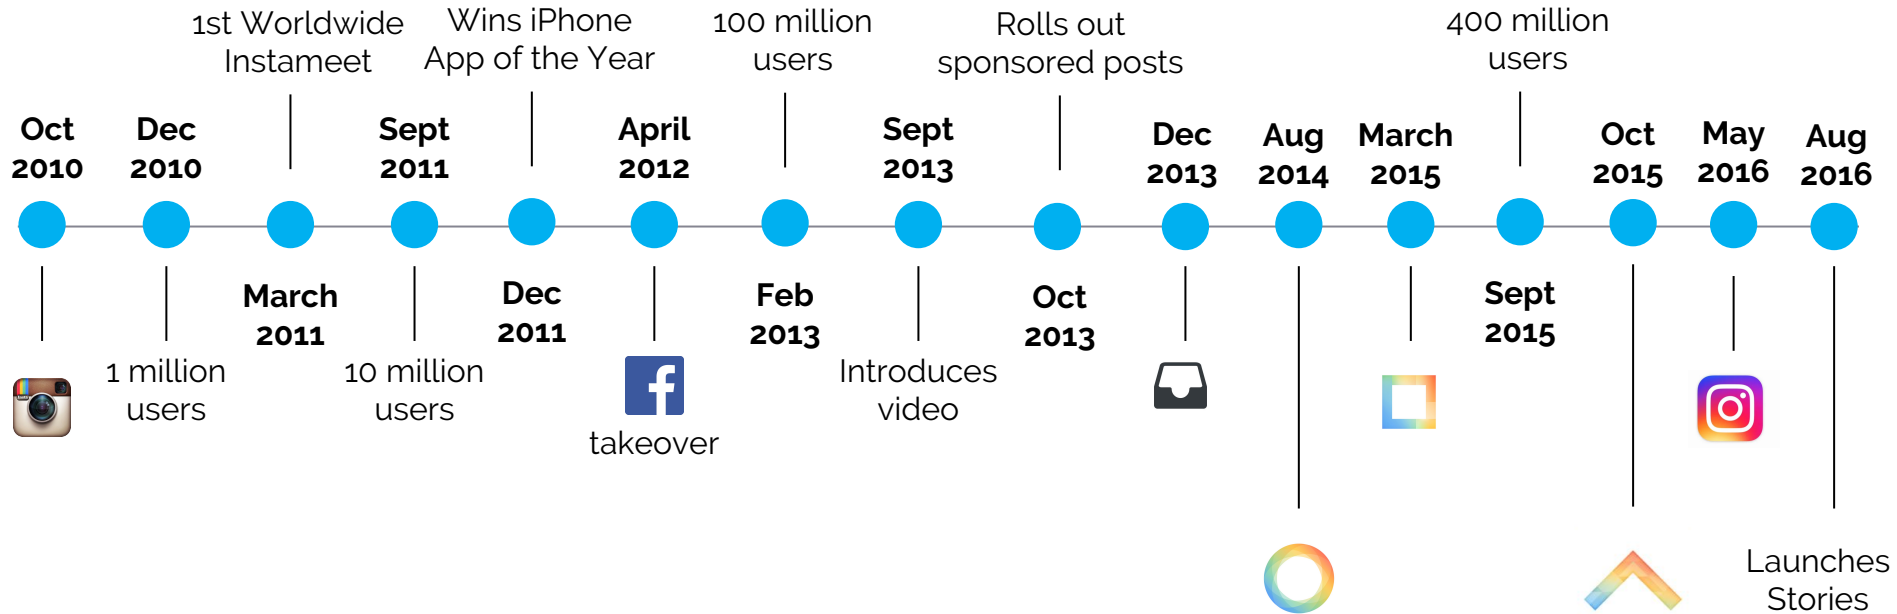 1st Worldwide
Instameet
Wins iPhone
App of the Year
100 million
users
Rolls out
sponsored posts
400 million
users
Oct
2010
Dec
2010
Sept
2011
April
2012
Sept
2013
Dec
2013
Aug
2014
March
2015
Oct
2015
May
2016
Aug
2016
March
2011
Dec
2011
Feb
2013
Oct
2013
Sept
2015
1 million
users
10 million
users
takeover
Introduces
video
Launches
Stories